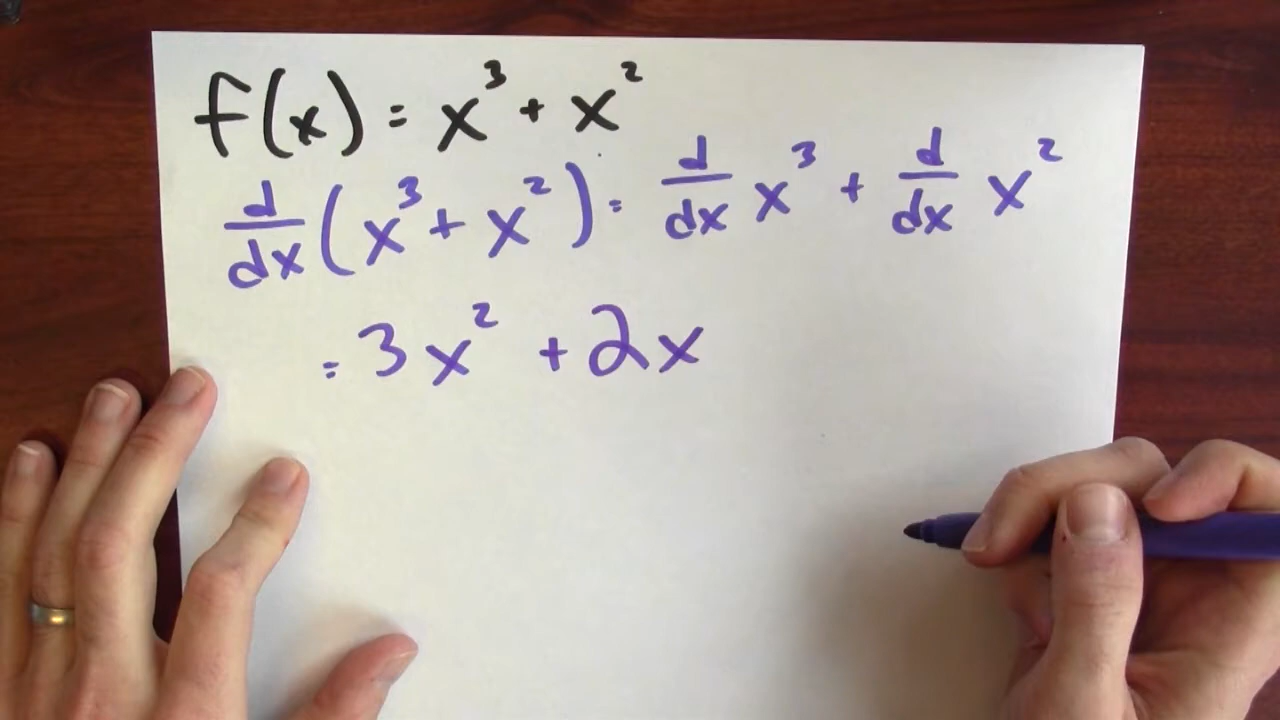 f(x) = x³ + x²
d/dx (x³ + x²) = d/dx x³ + d/dx x²
= 3x² + 2x